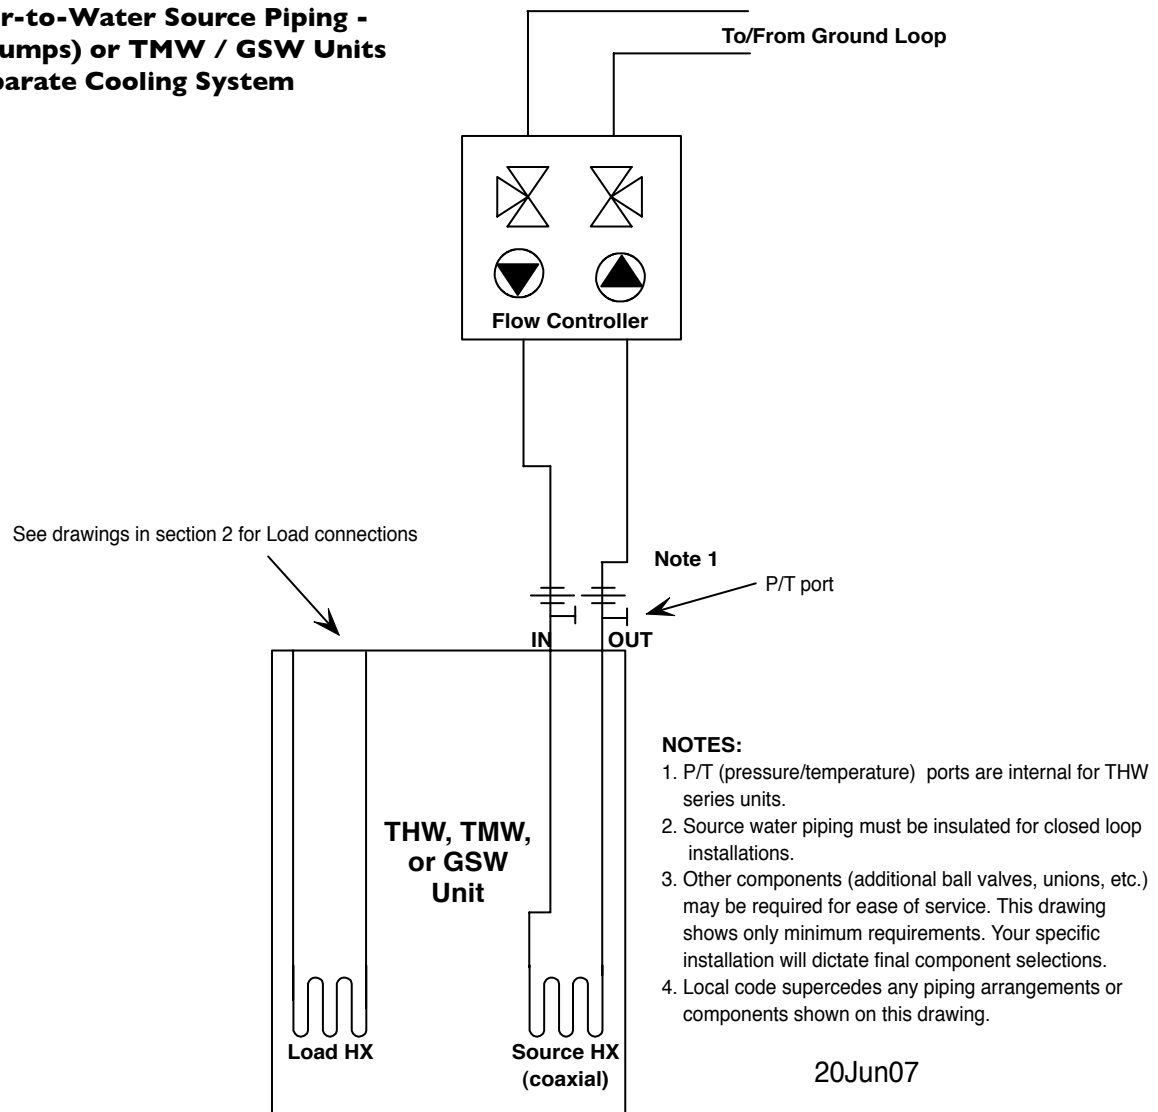 r-to-Water Source Piping -
umps) or TMW / GSW Units
parate Cooling System
To/From Ground Loop
Flow Controller
See drawings in section 2 for Load connections
Note 1
P/T port
IN
OUT
THW, TMW,
or GSW
Unit
Load HX
Source HX
(coaxial)
NOTES:
1. P/T (pressure/temperature) ports are internal for THW
series units.
2. Source water piping must be insulated for closed loop
installations.
3. Other components (additional ball valves, unions, etc.)
may be required for ease of service. This drawing
shows only minimum requirements. Your specific
installation will dictate final component selections.
4. Local code supercedes any piping arrangements or
components shown on this drawing.
20Jun07